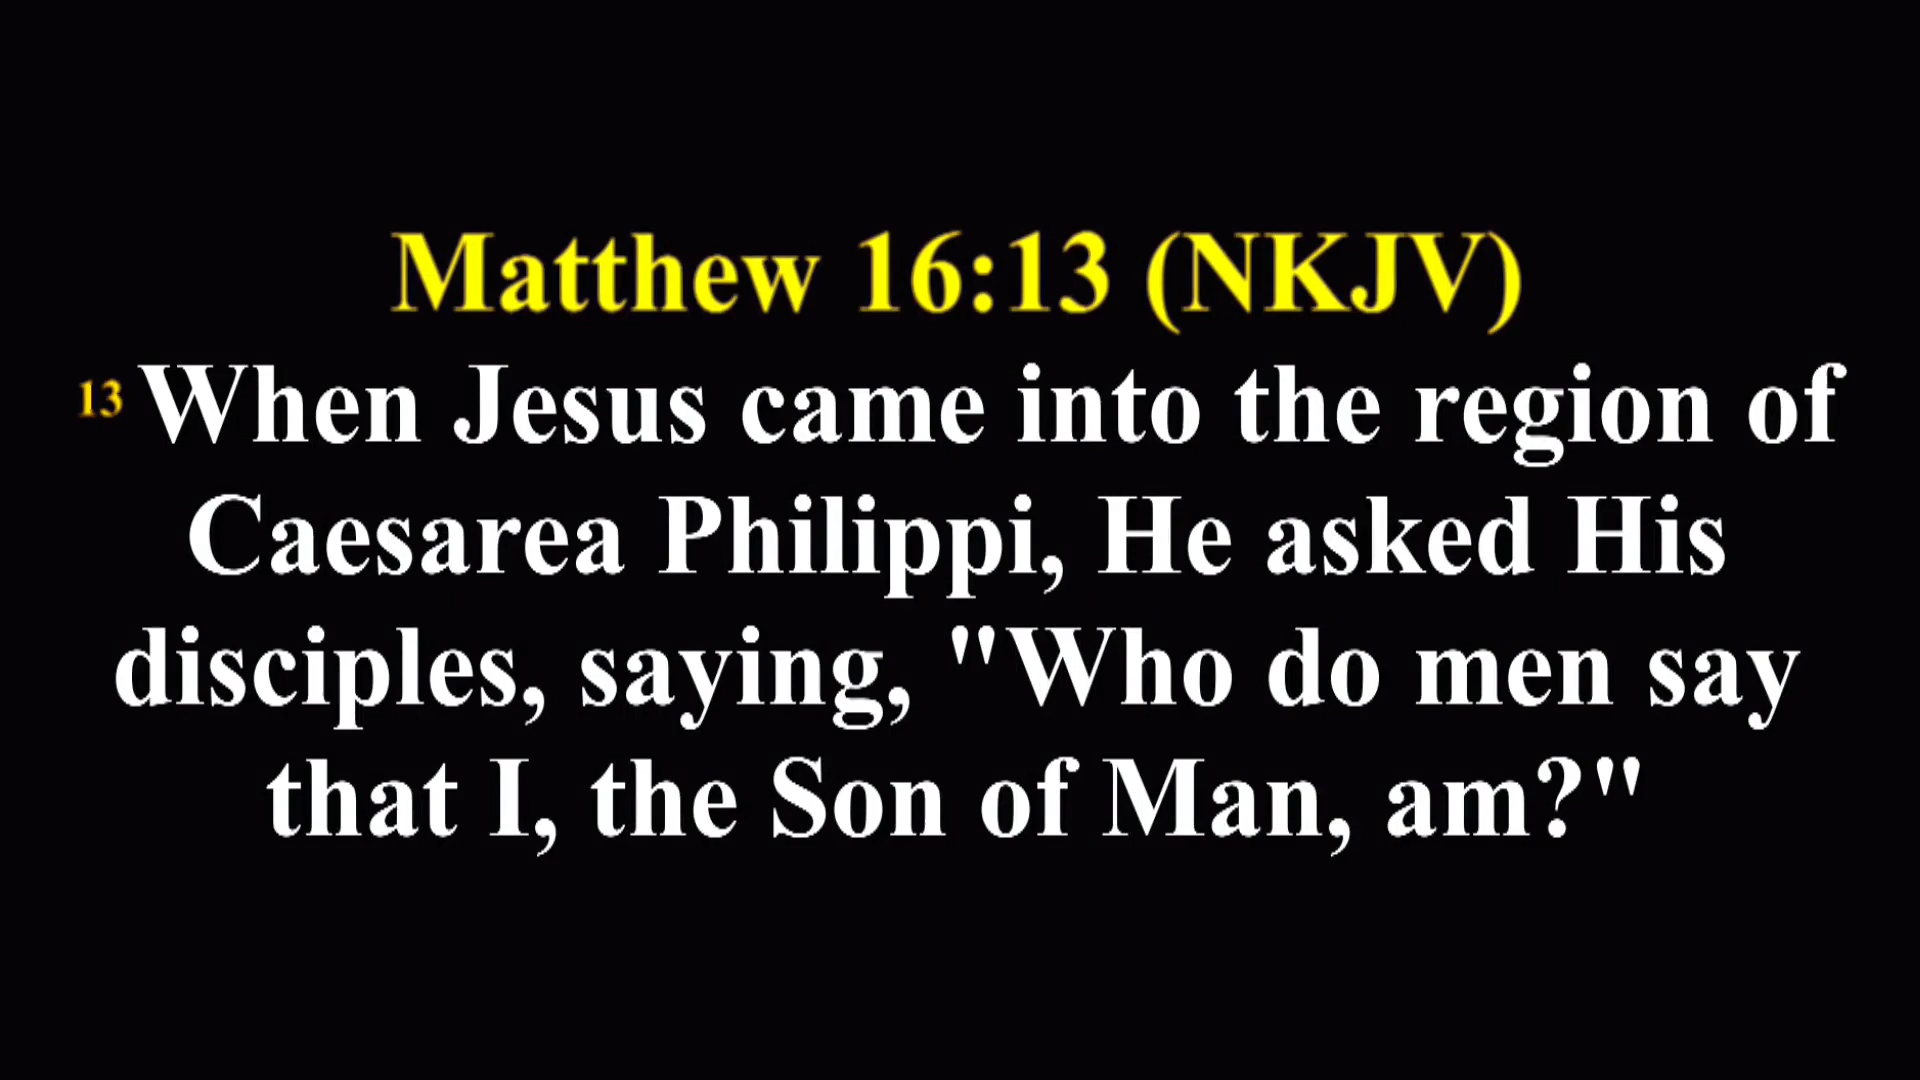 Matthew 16:13 (NKJV)
13 When Jesus came into the region of
Caesarea Philippi, He asked His
disciples, saying, "Who do men say
that I, the Son of Man, am?"